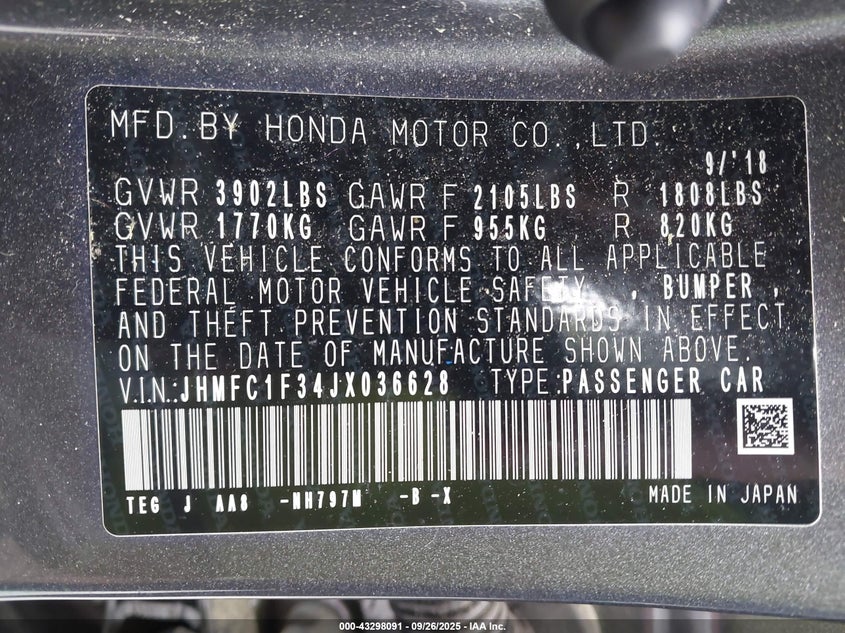 MFD. BY HONDA MOTOR CO., LTD.
9/'18
GVWR 3902LBS GAWR F 2105LBS R 1808LBS
GVWR 1770KG GAWR F 955KG R 820KG
THIS VEHICLE CONFORMS TO ALL APPLICABLE
FEDERAL MOTOR VEHICLE SAFETY , BUMPER ,
AND THEFT PREVENTION STANDARDS IN EFFECT
ON THE DATE OF MANUFACTURE SHOWN ABOVE.
V.I.N.: JHMFC1F34JX036628 TYPE: PASSENGER CAR
TEG J AA8 -NH797M -B -X
MADE IN JAPAN
000-43298091 - 09/26/2025 - IAA Inc.